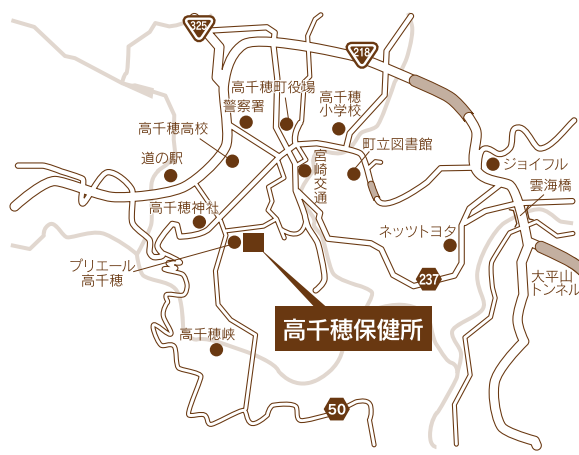 325
218
高千穂町役場
警察署
高千穂
小学校
高千穂高校
町立図書館
道の駅
宮崎交通
ジョイフル
雲海橋
高千穂神社
ネッツトヨタ
プリエール
高千穂
237
大平山
トンネル
高千穂保健所
高千穂峡
50